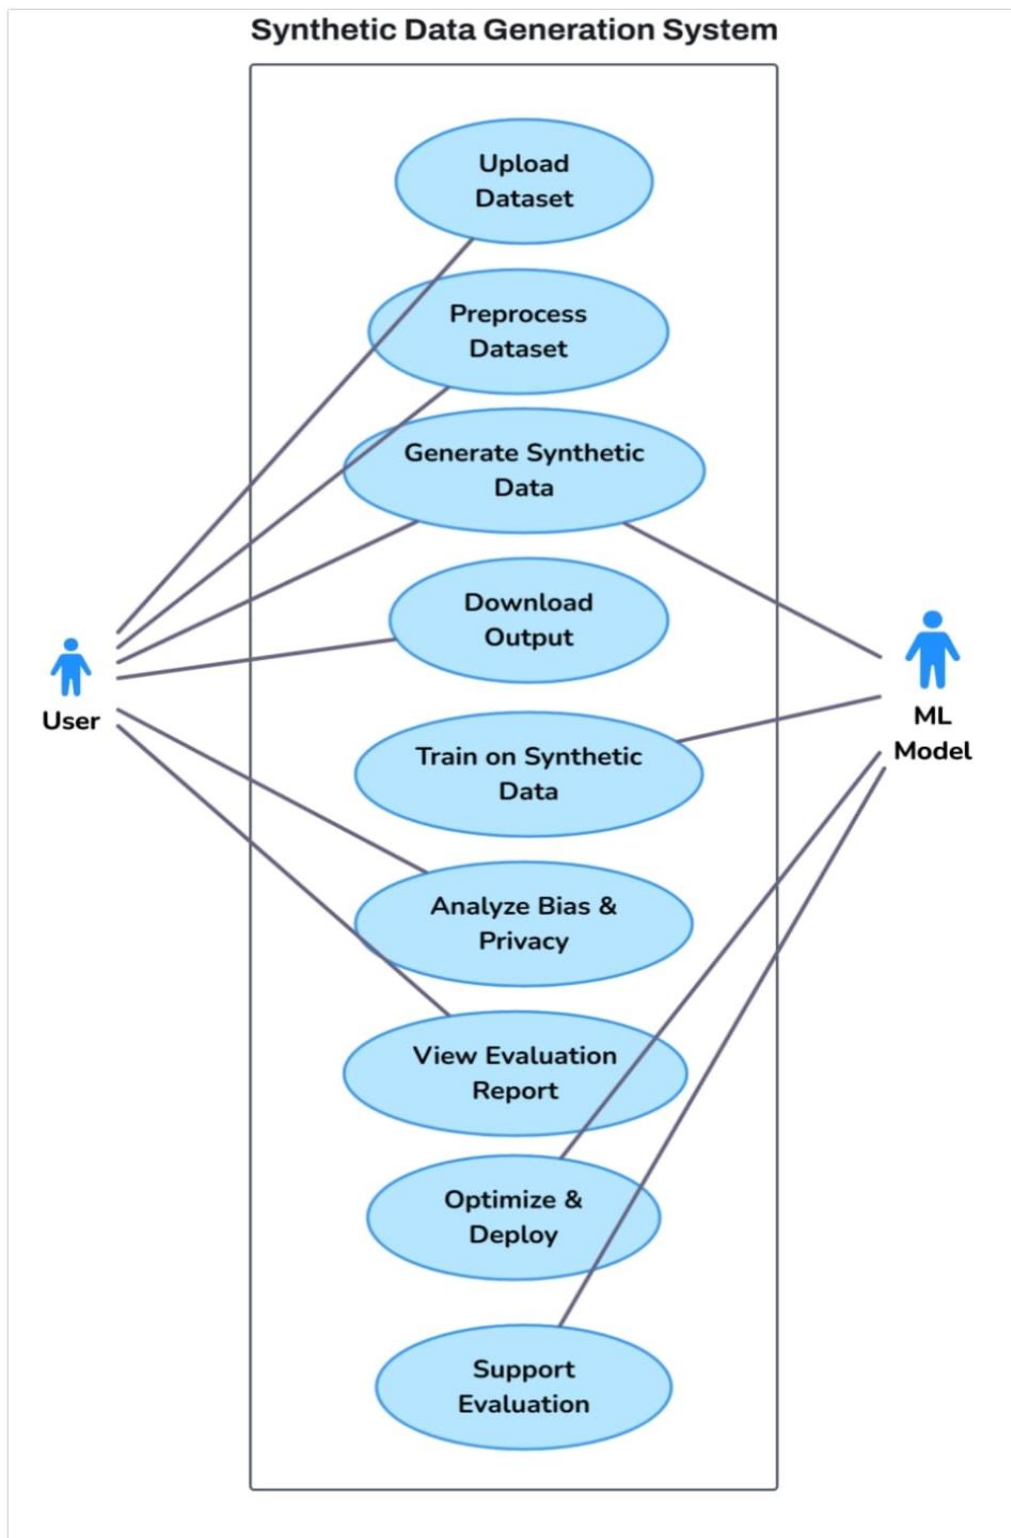 Synthetic Data Generation System
Upload
Dataset
Preprocess
Dataset
Generate Synthetic
Data
Download
Output
User
ML
Model
Train on Synthetic
Data
Analyze Bias &
Privacy
View Evaluation
Report
Optimize &
Deploy
Support
Evaluation